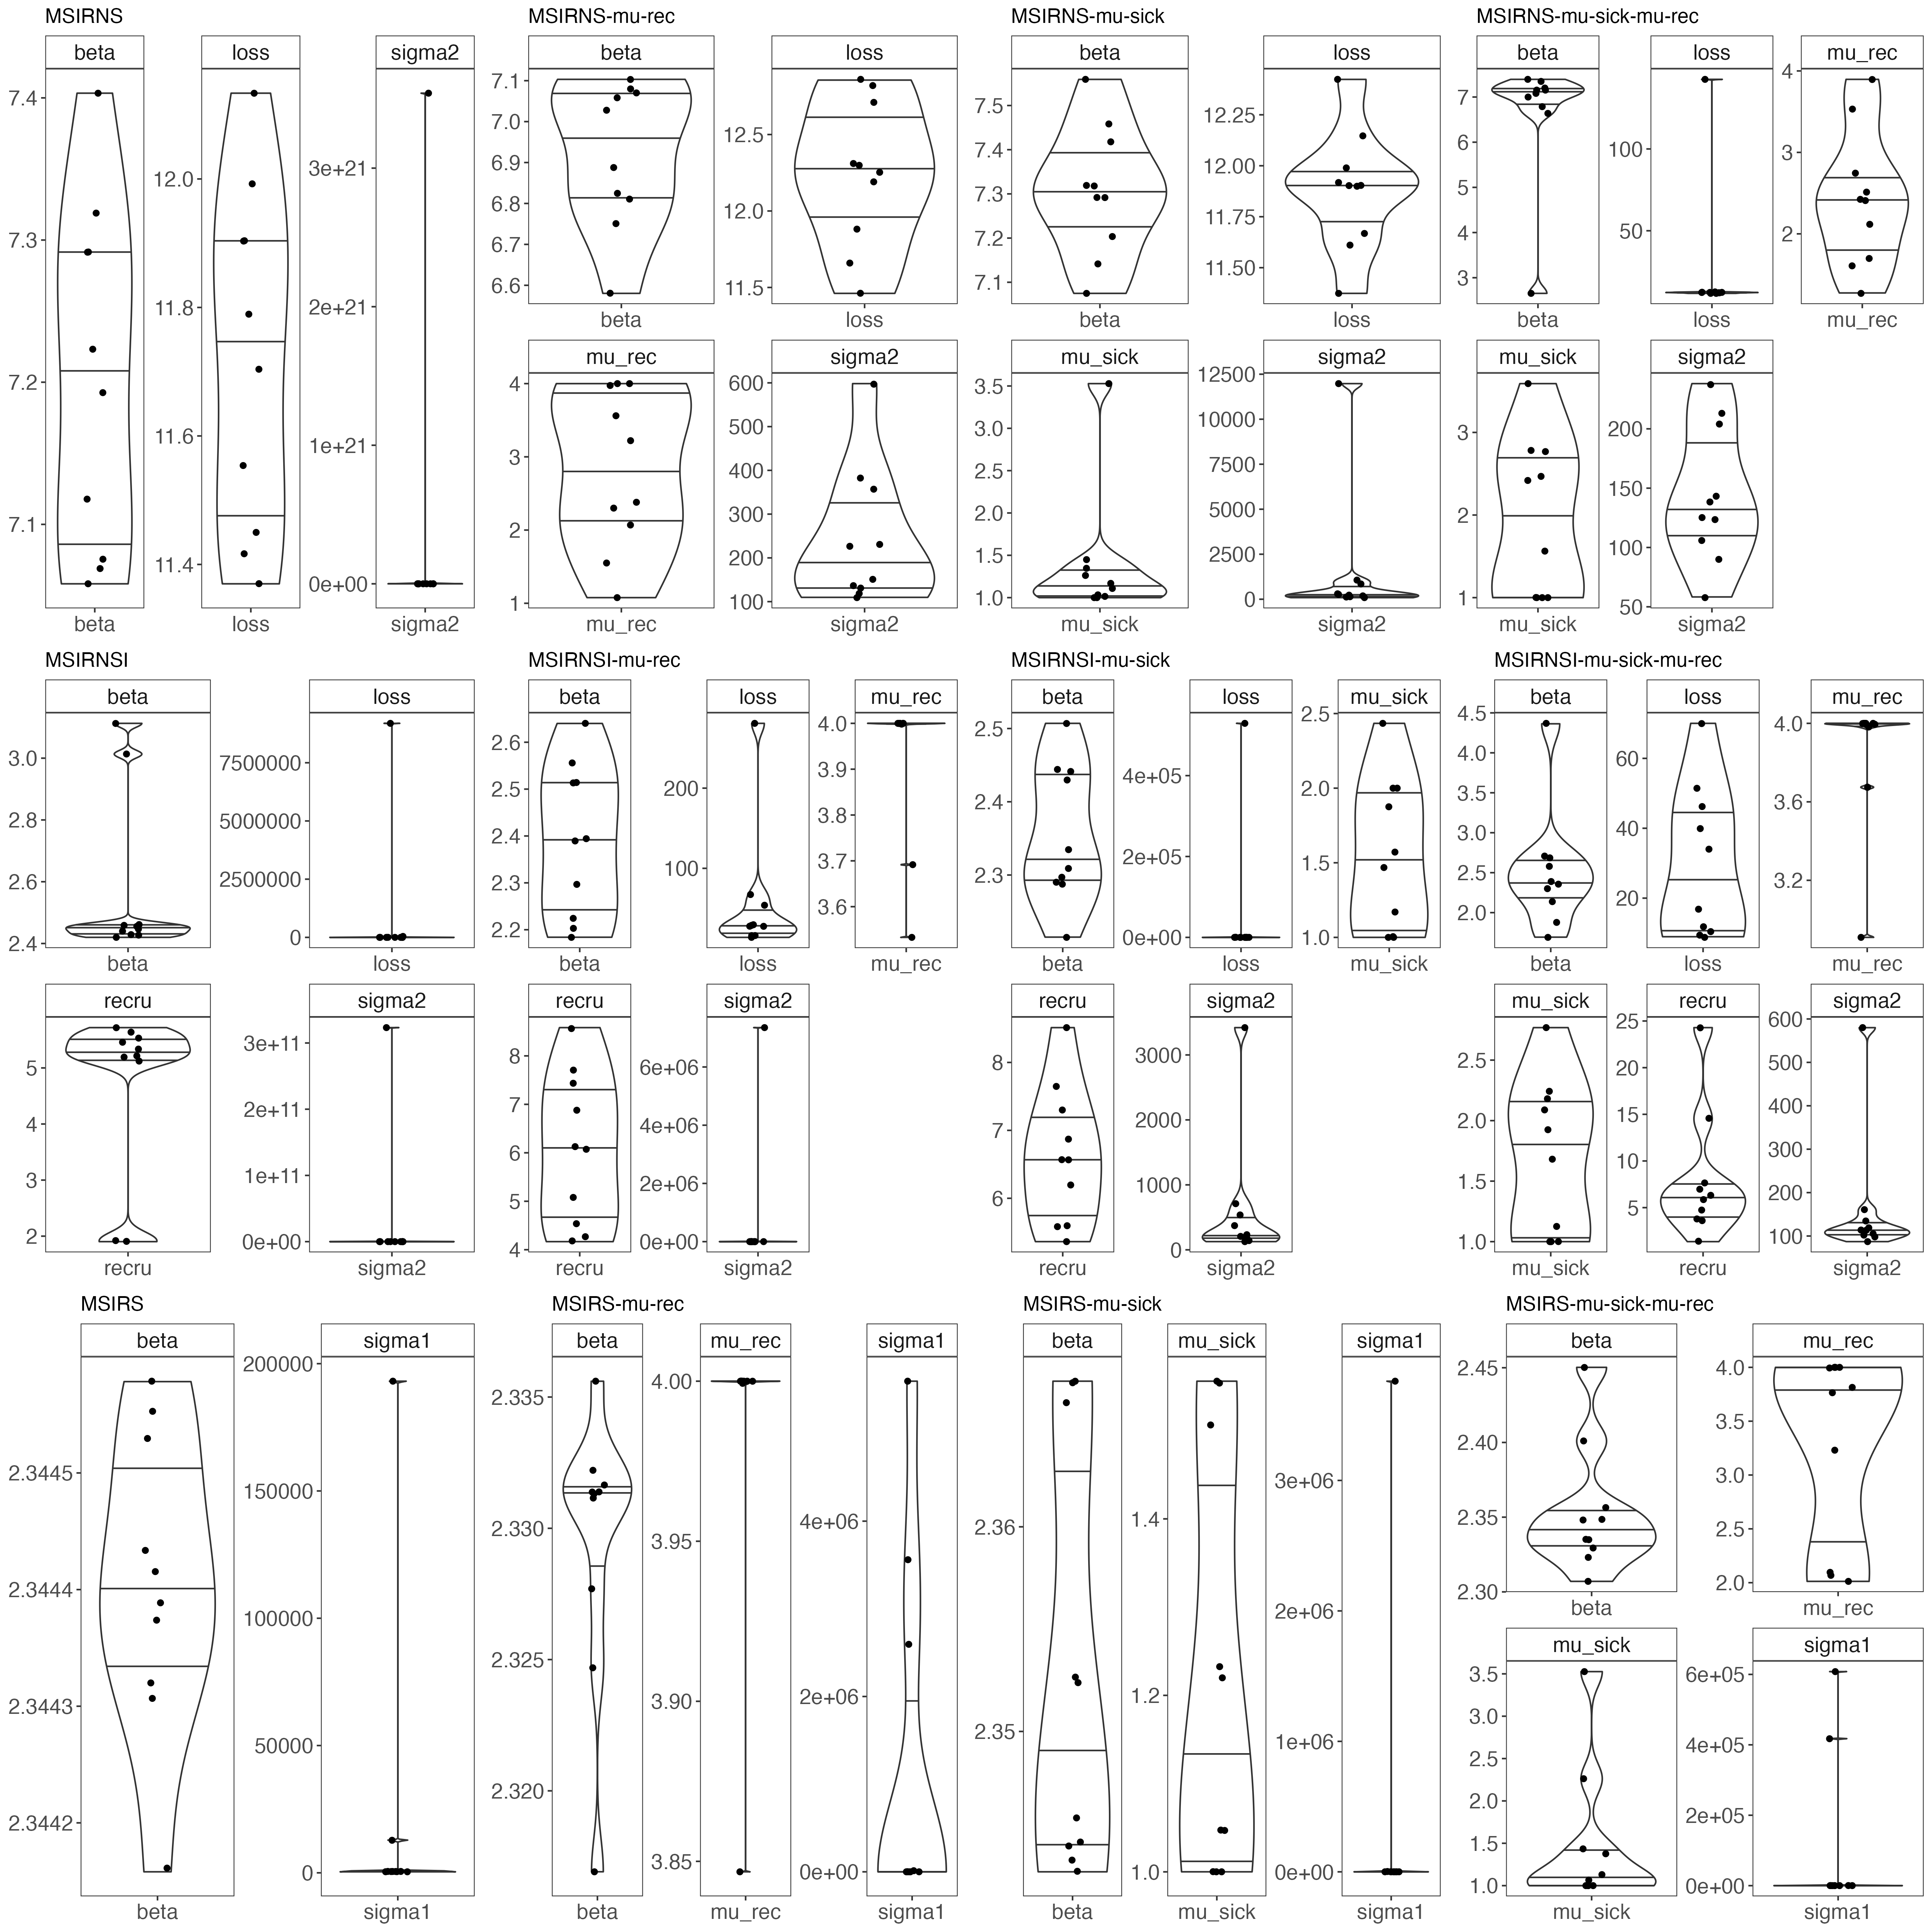 MSIRNS
beta
7.4
7.3
7.2
7.1
beta
loss
12.0
11.8
11.6
11.4
loss
sigma2
3e+21
2e+21
1e+21
0e+00
sigma2
MSIRNS-mu-rec
beta
7.1
7.0
6.9
6.8
6.7
6.6
beta
loss
12.5
12.0
11.5
loss
mu_rec
4
3
2
1
mu_rec
sigma2
600
500
400
300
200
100
sigma2
MSIRNS-mu-sick
beta
7.5
7.4
7.3
7.2
7.1
beta
loss
12.25
12.00
11.75
11.50
loss
mu_sick
3.5
3.0
2.5
2.0
1.5
1.0
mu_sick
sigma2
12500
10000
7500
5000
2500
0
sigma2
MSIRNS-mu-sick-mu-rec
beta
7
6
5
4
3
beta
loss
100
50
loss
mu_rec
4
3
2
mu_rec
mu_sick
3
2
1
mu_sick
sigma2
200
150
100
50
sigma2
MSIRNSI
beta
3.0
2.8
2.6
2.4
beta
loss
7500000
5000000
2500000
0
loss
recru
5
4
3
2
recru
sigma2
3e+11
2e+11
1e+11
0e+00
sigma2
MSIRNSI-mu-rec
beta
2.6
2.5
2.4
2.3
2.2
beta
loss
200
100
loss
mu_rec
4.0
3.9
3.8
3.7
3.6
mu_rec
recru
8
7
6
5
4
recru
sigma2
6e+06
4e+06
2e+06
0e+00
sigma2
MSIRNSI-mu-sick
beta
2.5
2.4
2.3
beta
loss
4e+05
2e+05
0e+00
loss
mu_sick
2.5
2.0
1.5
1.0
mu_sick
recru
8
7
6
recru
sigma2
3000
2000
1000
0
sigma2
MSIRNSI-mu-sick-mu-rec
beta
4.5
4.0
3.5
3.0
2.5
2.0
beta
loss
60
40
20
loss
mu_rec
4.0
3.6
3.2
mu_rec
mu_sick
2.5
2.0
1.5
1.0
mu_sick
recru
25
20
15
10
5
recru
sigma2
600
500
400
300
200
100
sigma2
MSIRS
beta
2.3445
2.3444
2.3443
2.3442
beta
sigma1
200000
150000
100000
50000
0
sigma1
MSIRS-mu-rec
beta
2.335
2.330
2.325
2.320
beta
mu_rec
4.00
3.95
3.90
3.85
mu_rec
sigma1
4e+06
2e+06
0e+00
sigma1
MSIRS-mu-sick
beta
2.36
2.35
beta
mu_sick
1.4
1.2
1.0
mu_sick
sigma1
3e+06
2e+06
1e+06
0e+00
sigma1
MSIRS-mu-sick-mu-rec
beta
2.45
2.40
2.35
2.30
beta
mu_rec
4.0
3.5
3.0
2.5
2.0
mu_rec
mu_sick
3.5
3.0
2.5
2.0
1.5
1.0
mu_sick
sigma1
6e+05
4e+05
2e+05
0e+00
sigma1